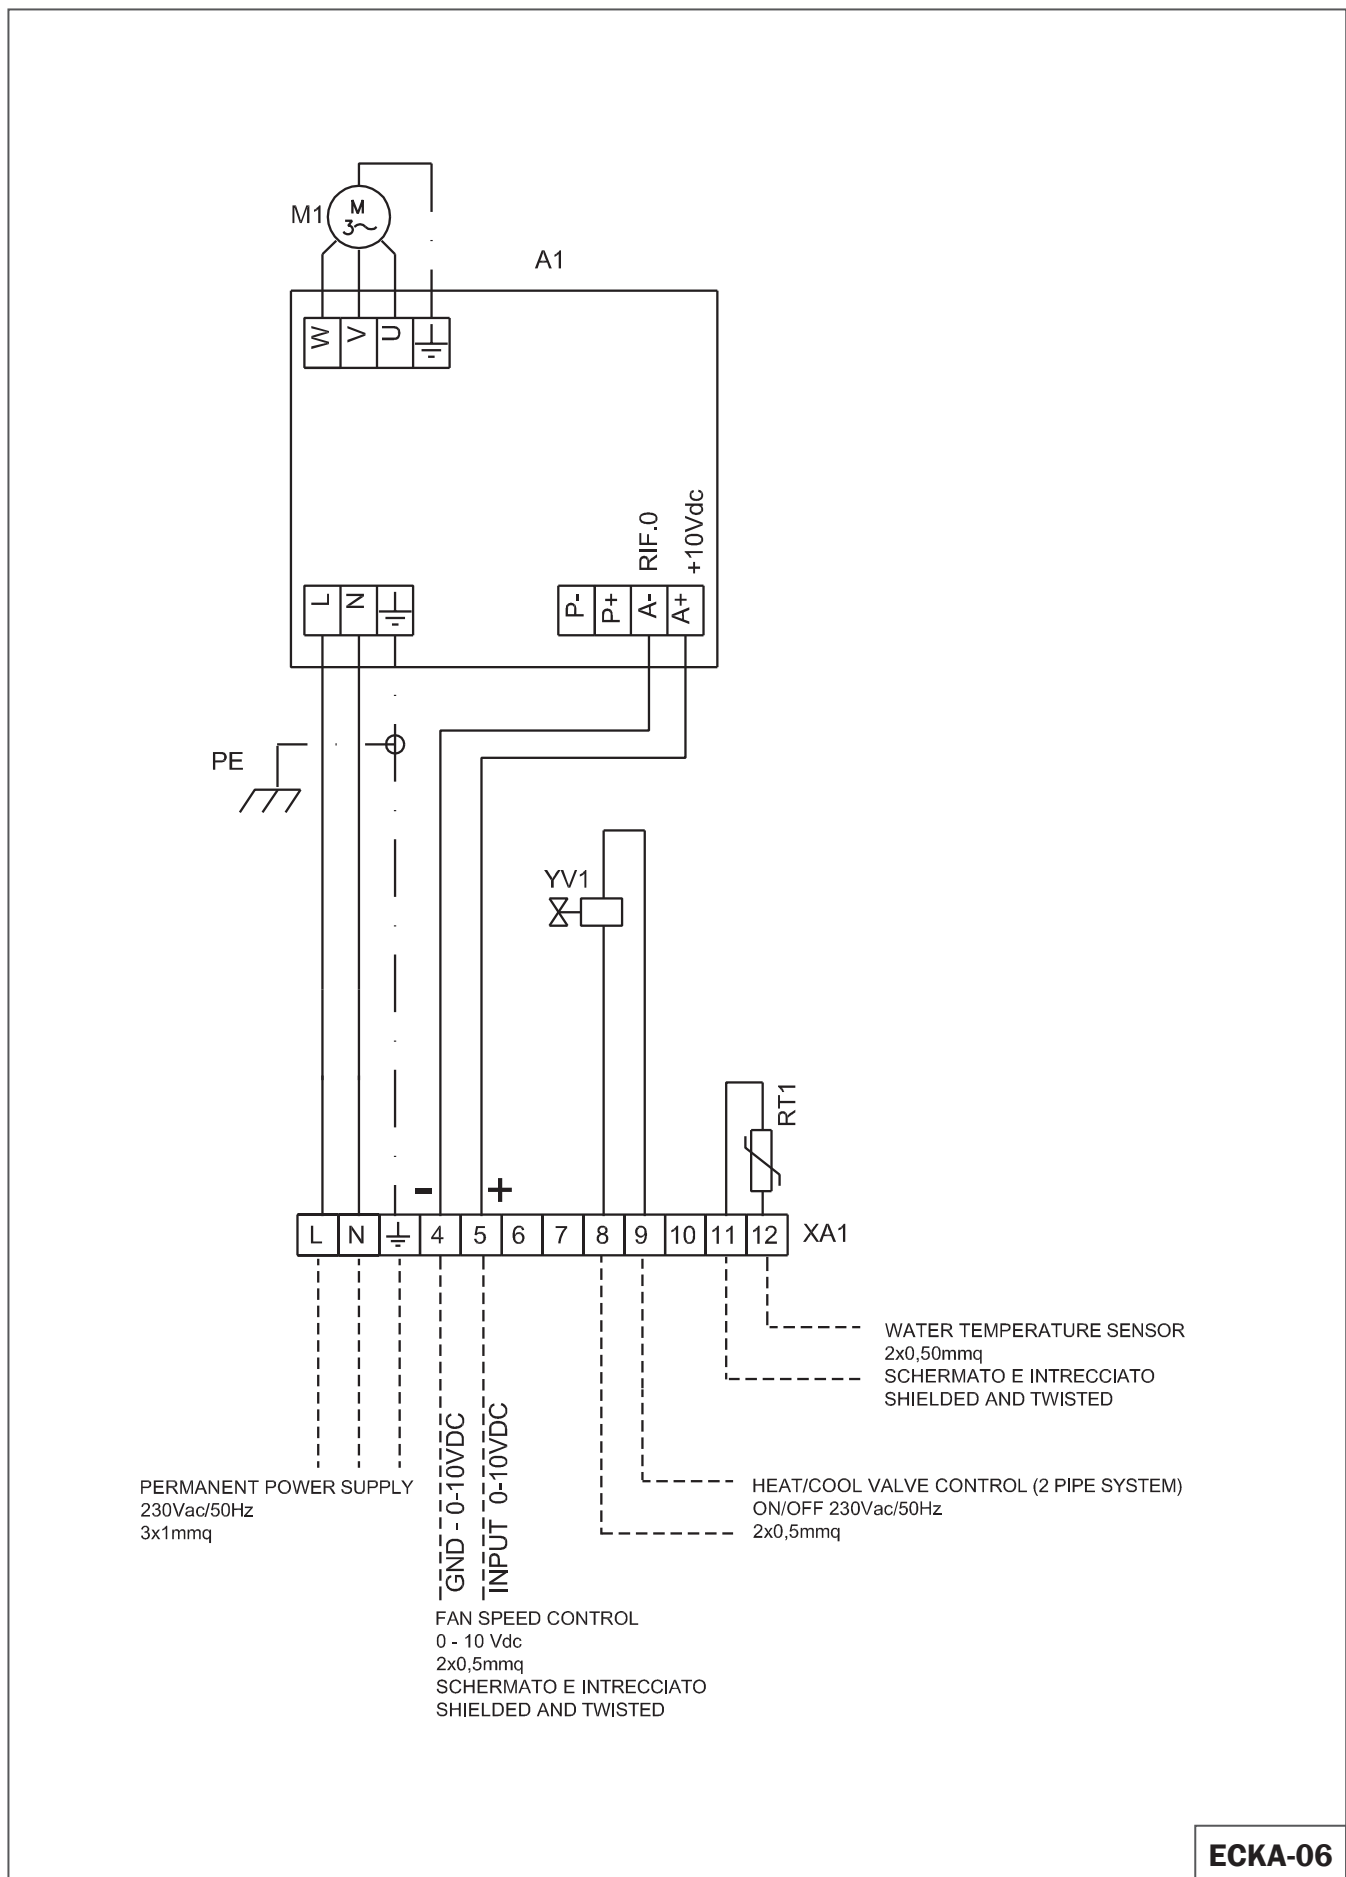 M1
M
3~
A1
W V U
RIF.0
+10Vdc
L N
P- P+ A- A+
PE
YV1
RT1
- +
L N 4 5 6 7 8 9 10 11 12 XA1
WATER TEMPERATURE SENSOR
2x0,50mmq
SCHERMATO E INTRECCIATO
SHIELDED AND TWISTED
GND - 0-10VDC
INPUT 0-10VDC
PERMANENT POWER SUPPLY
230Vac/50Hz
3x1mmq
HEAT/COOL VALVE CONTROL (2 PIPE SYSTEM)
ON/OFF 230Vac/50Hz
2x0,5mmq
FAN SPEED CONTROL
0 - 10 Vdc
2x0,5mmq
SCHERMATO E INTRECCIATO
SHIELDED AND TWISTED
ECKA-06